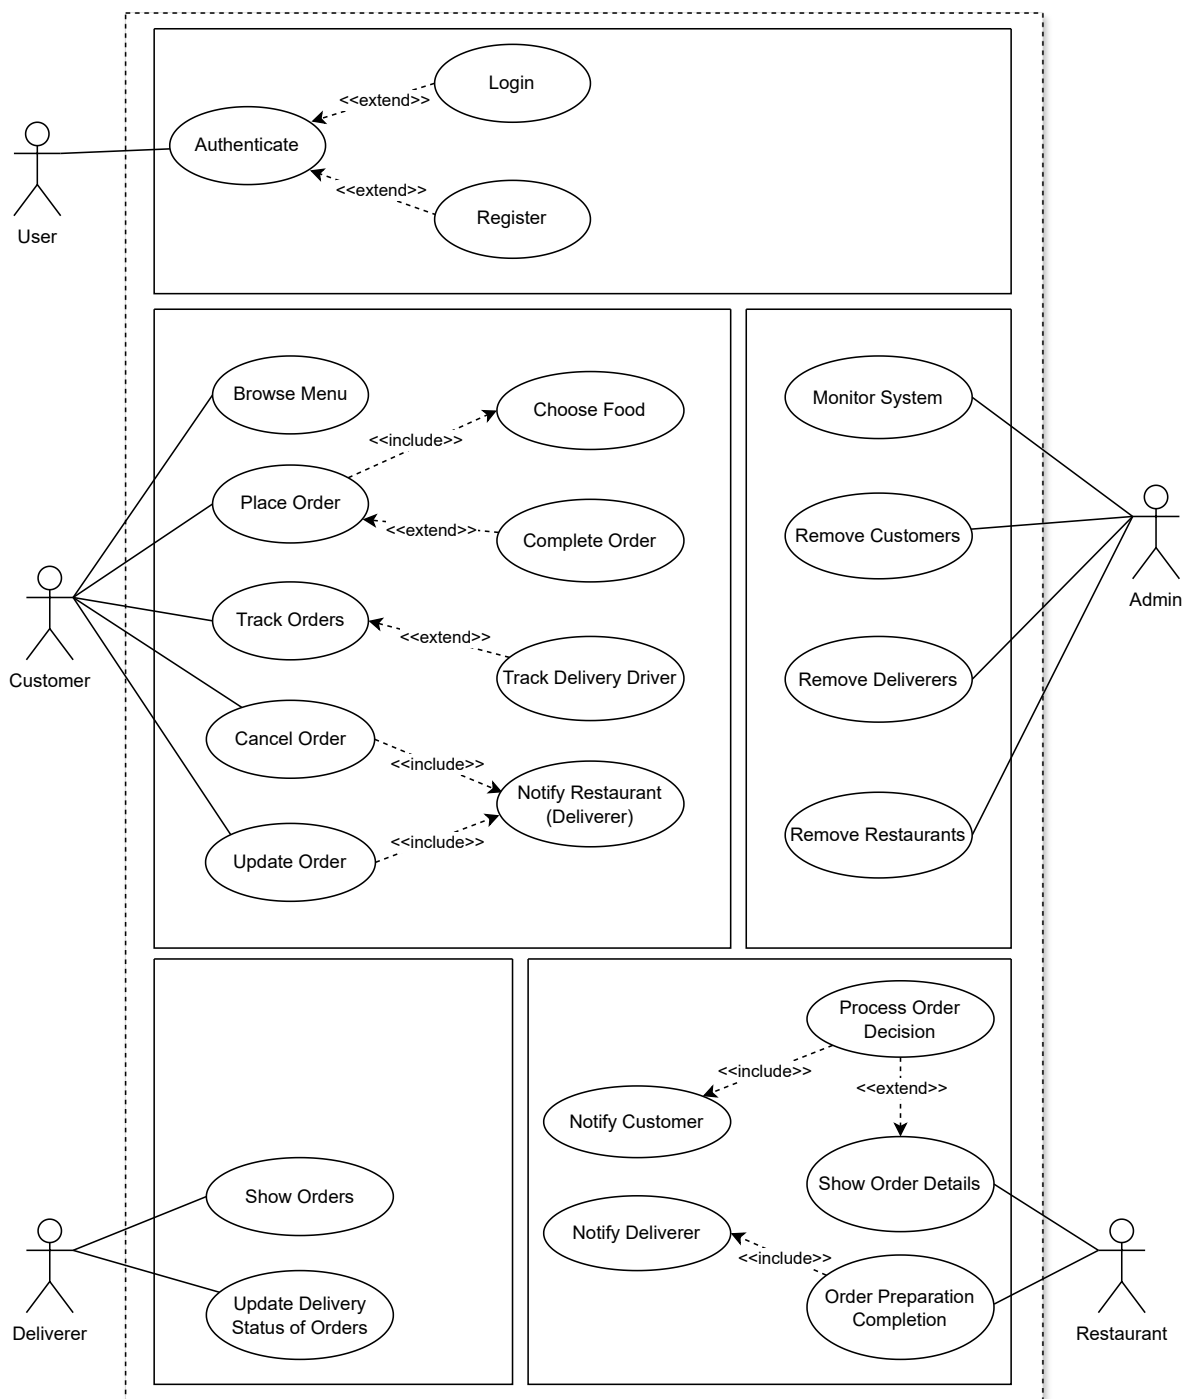 Login
<<extend>>
Authenticate
<<extend>>
Register
User
Browse Menu
Choose Food
<<include>>
Place Order
<<extend>>
Complete Order
Track Orders
<<extend>>
Track Delivery Driver
Customer
Cancel Order
<<include>>
Notify Restaurant
(Deliverer)
<<include>>
Update Order
Monitor System
Remove Customers
Admin
Remove Deliverers
Remove Restaurants
Show Orders
Update Delivery
Status of Orders
Deliverer
Process Order
Decision
<<include>>
<<extend>>
Notify Customer
Show Order Details
Notify Deliverer
<<include>>
Order Preparation
Completion
Restaurant